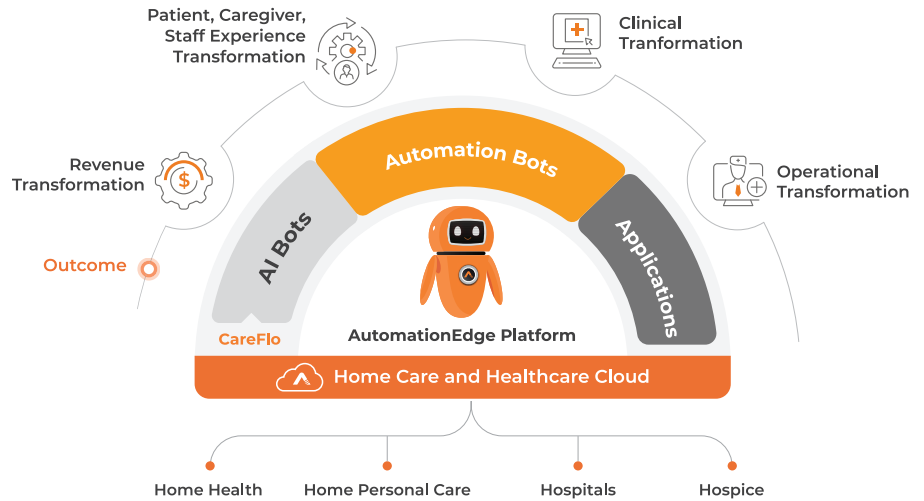 Patient, Caregiver,
Staff Experience
Transformation
Clinical
Tranformation
Revenue
Transformation
$
Automation Bots
Operational
Transformation
AI Bots
Applications
Outcome
CareFlo
AutomationEdge Platform
Home Care and Healthcare Cloud
Home Health
Home Personal Care
Hospitals
Hospice